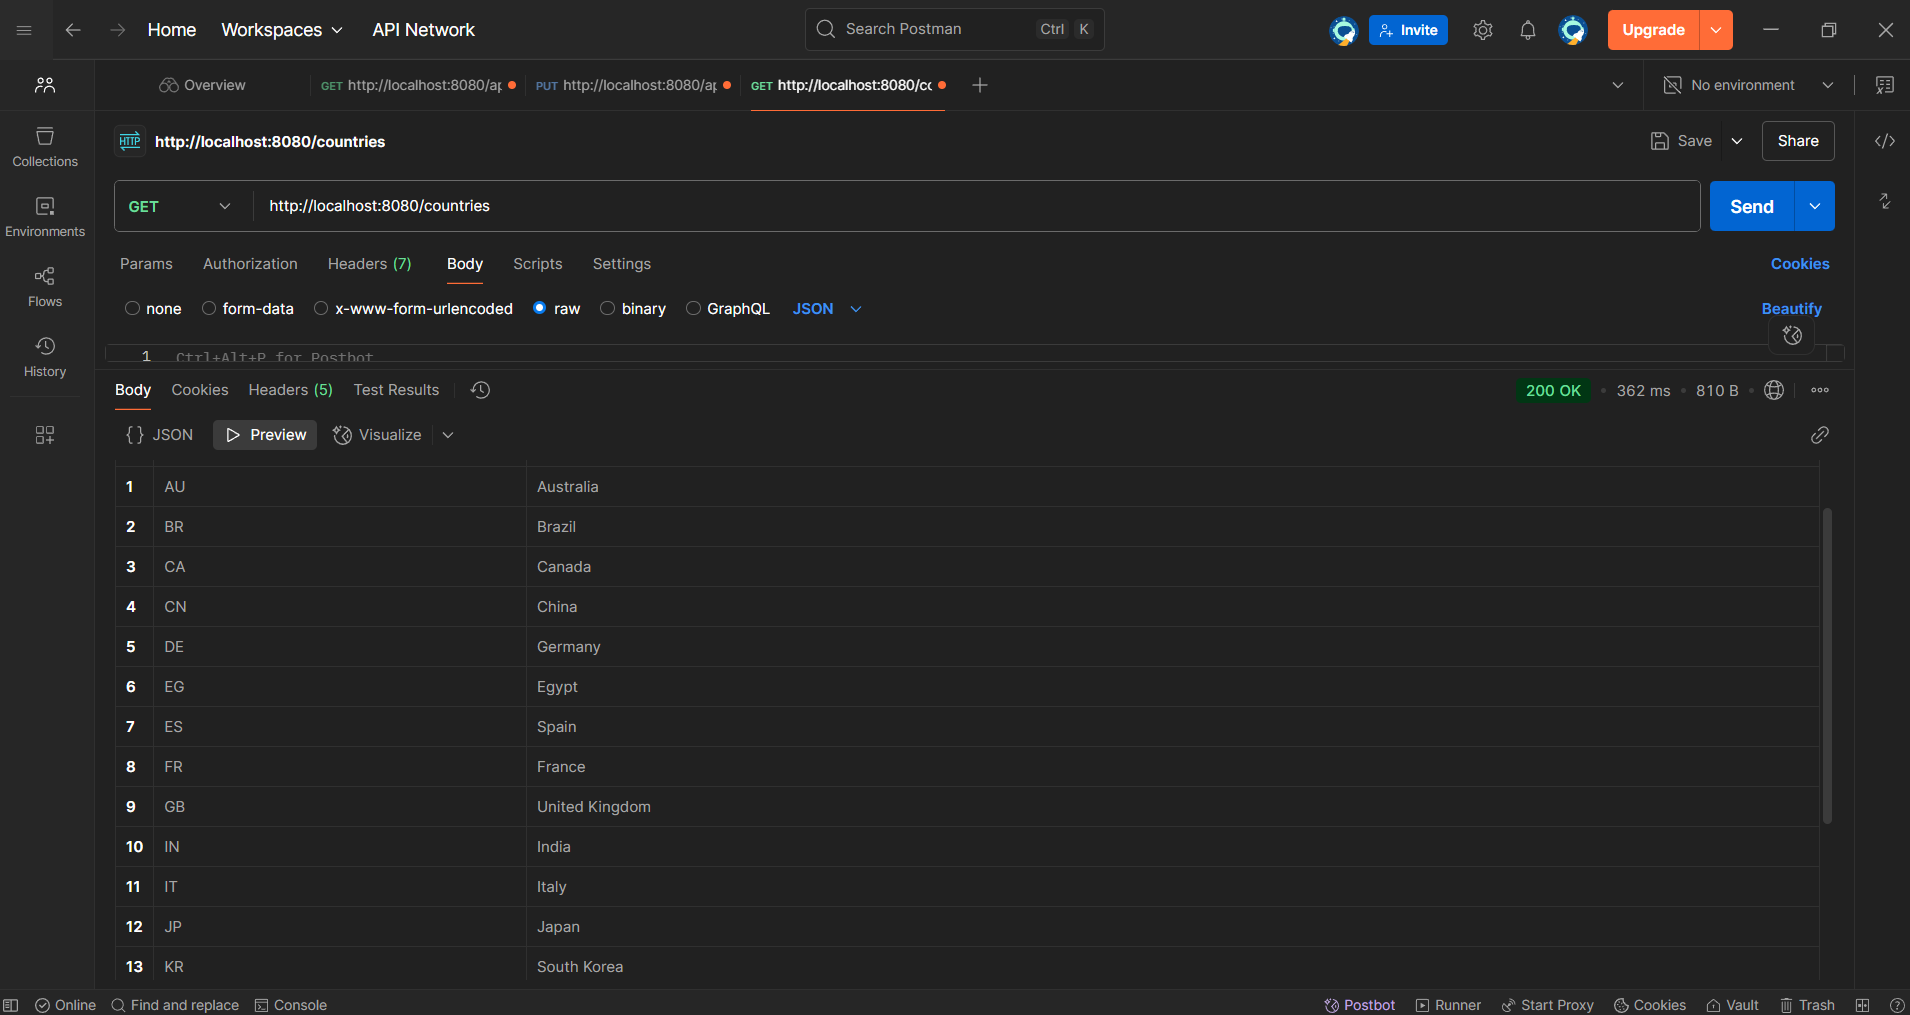 Home Workspaces API Network Search Postman Ctrl K Invite Upgrade
Overview GET http://localhost:8080/ap PUT http://localhost:8080/ap GET http://localhost:8080/cc No environment
HTTP http://localhost:8080/countries Save Share
Collections
GET http://localhost:8080/countries Send
Environments
Params Authorization Headers (7) Body Scripts Settings Cookies
Flows
none form-data x-www-form-urlencoded raw binary GraphQL JSON Beautify
1 Ctrl+Alt+P for Postbot
History
Body Cookies Headers (5) Test Results 200 OK 362 ms 810 B
{} JSON Preview Visualize
1 AU Australia
2 BR Brazil
3 CA Canada
4 CN China
5 DE Germany
6 EG Egypt
7 ES Spain
8 FR France
9 GB United Kingdom
10 IN India
11 IT Italy
12 JP Japan
13 KR South Korea
Online Find and replace Console Postbot Runner Start Proxy Cookies Vault Trash